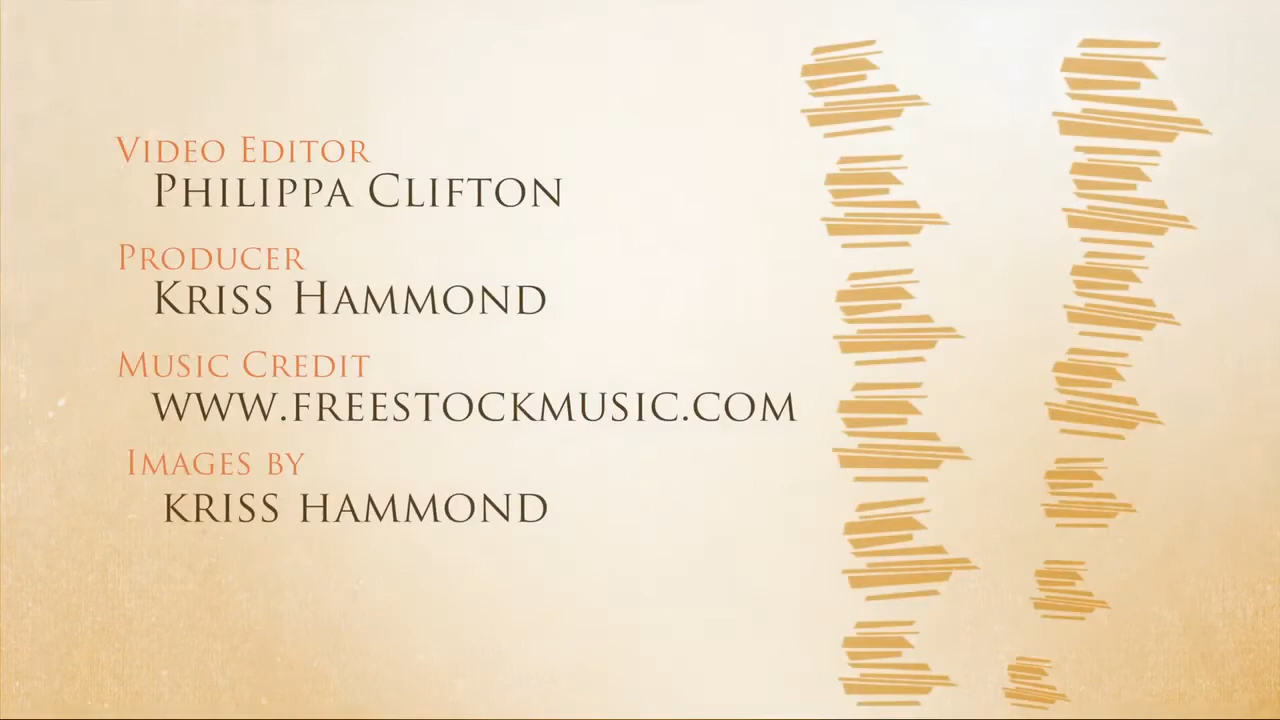 Video Editor
Philippa Clifton
Producer
Kriss Hammond
Music Credit
www.freestockmusic.com
Images by
kriss hammond